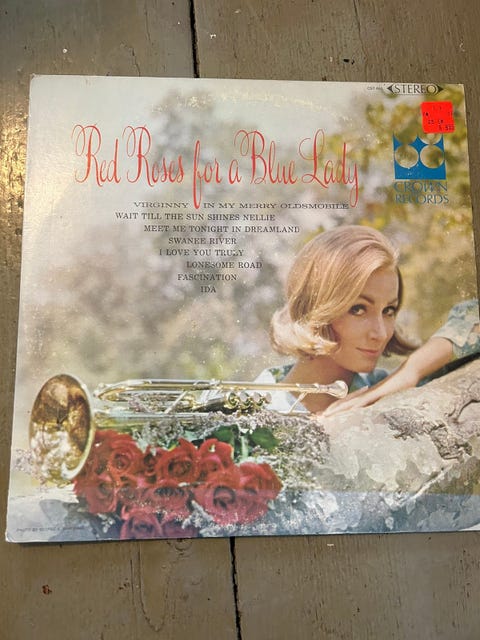 STEREO
Red Roses for a Blue Lady
CROWN
RECORDS
VIRGINNY IN MY MERRY OLDSMOBILE
WAIT TILL THE SUN SHINES NELLIE
MEET ME TONIGHT IN DREAMLAND
SWANEE RIVER
I LOVE YOU TRULY
LONESOME ROAD
FASCINATION
IDA